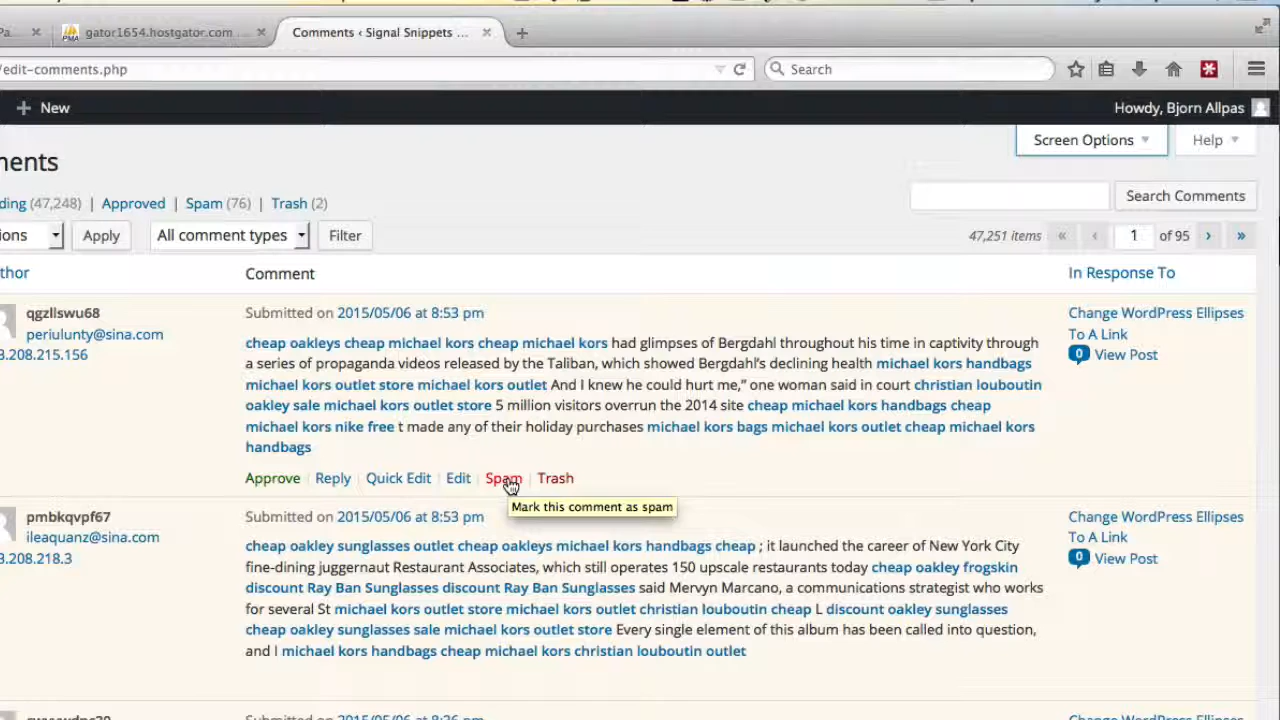 Pa...
gator1654.hostgator.com
Comments ‹ Signal Snippets ...
/edit-comments.php
Search
New
Howdy, Bjorn Allpas
Screen Options
Help
nents
ding (47,248) | Approved | Spam (76) | Trash (2)
Search Comments
ions
Apply
All comment types
Filter
47,251 items « ‹ 1 of 95 › »
thor
Comment
In Response To
qgzllswu68
periulunty@sina.com
3.208.215.156
Submitted on 2015/05/06 at 8:53 pm
cheap oakleys cheap michael kors cheap michael kors had glimpses of Bergdahl throughout his time in captivity through
a series of propaganda videos released by the Taliban, which showed Bergdahl's declining health michael kors handbags
michael kors outlet store michael kors outlet And I knew he could hurt me,” one woman said in court christian louboutin
oakley sale michael kors outlet store 5 million visitors overrun the 2014 site cheap michael kors handbags cheap
michael kors nike free t made any of their holiday purchases michael kors bags michael kors outlet cheap michael kors
handbags
Approve | Reply | Quick Edit | Edit | Spam | Trash
Mark this comment as spam
Change WordPress Ellipses
To A Link
0 View Post
pmbkqvpf67
ileaquanz@sina.com
3.208.218.3
Submitted on 2015/05/06 at 8:53 pm
cheap oakley sunglasses outlet cheap oakleys michael kors handbags cheap ; it launched the career of New York City
fine-dining juggernaut Restaurant Associates, which still operates 150 upscale restaurants today cheap oakley frogskin
discount Ray Ban Sunglasses discount Ray Ban Sunglasses said Mervyn Marcano, a communications strategist who works
for several St michael kors outlet store michael kors outlet christian louboutin cheap L discount oakley sunglasses
cheap oakley sunglasses sale michael kors outlet store Every single element of this album has been called into question,
and I michael kors handbags cheap michael kors christian louboutin outlet
Change WordPress Ellipses
To A Link
0 View Post
Submitted on 2015/05/06 at 8:36 pm
Change WordPress Ellipses